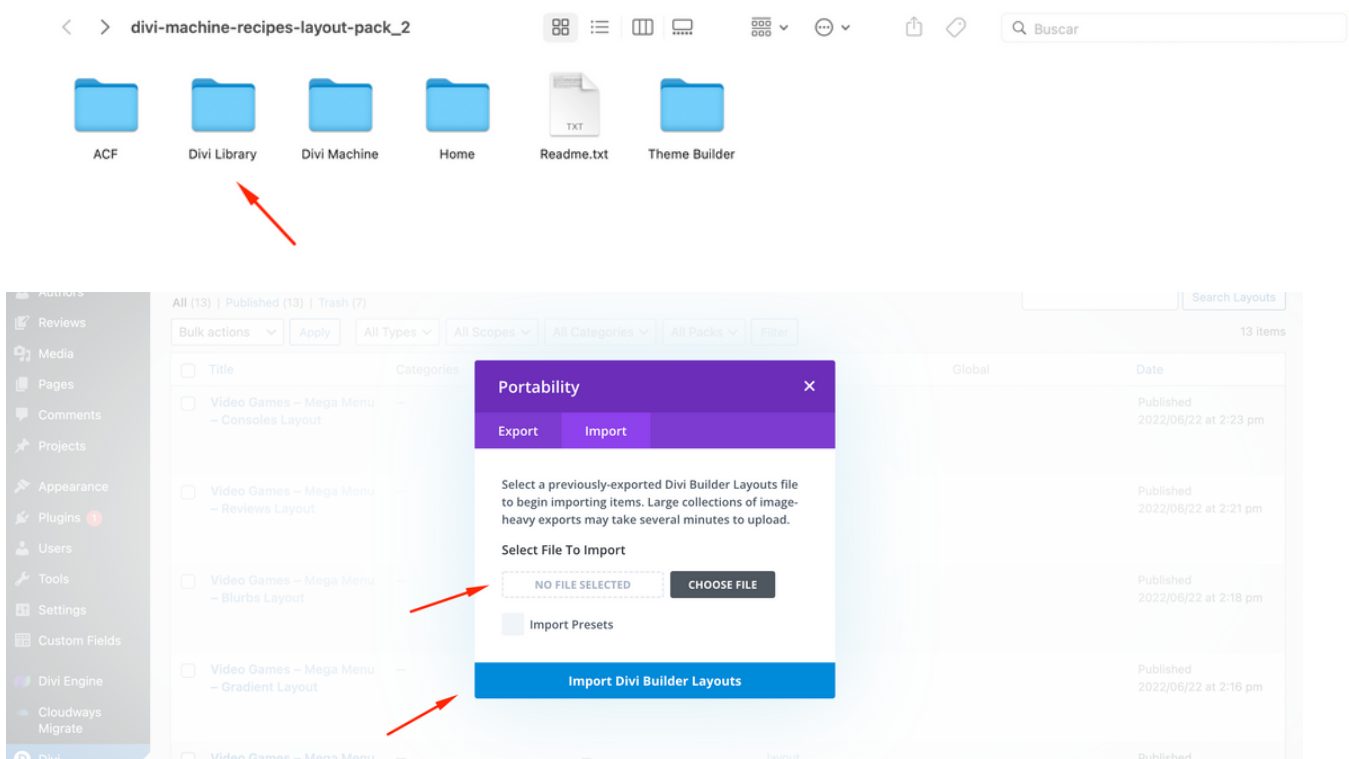 divi-machine-recipes-layout-pack_2
Buscar
TXT
ACF
Divi Library
Divi Machine
Home
Readme.txt
Theme Builder
Authors
Reviews
Media
Pages
Comments
Projects
Appearance
Plugins 1
Users
Tools
Settings
Custom Fields
Divi Engine
Cloudways
Migrate
Divi
All (13) | Published (13) | Trash (7)
Search Layouts
Bulk actions
Apply
All Types
All Scopes
All Categories
All Packs
Filter
13 items
Title
Categories
Global
Date
Video Games – Mega Menu
– Consoles Layout
—
Published
2022/06/22 at 2:23 pm
Video Games – Mega Menu
– Reviews Layout
—
Published
2022/06/22 at 2:21 pm
Video Games – Mega Menu
– Blurbs Layout
—
Published
2022/06/22 at 2:18 pm
Video Games – Mega Menu
– Gradient Layout
—
Published
2022/06/22 at 2:16 pm
Video Games – Mega Menu
—
layout
Published
Portability
Export
Import
Select a previously-exported Divi Builder Layouts file
to begin importing items. Large collections of image-
heavy exports may take several minutes to upload.
Select File To Import
NO FILE SELECTED
CHOOSE FILE
Import Presets
Import Divi Builder Layouts